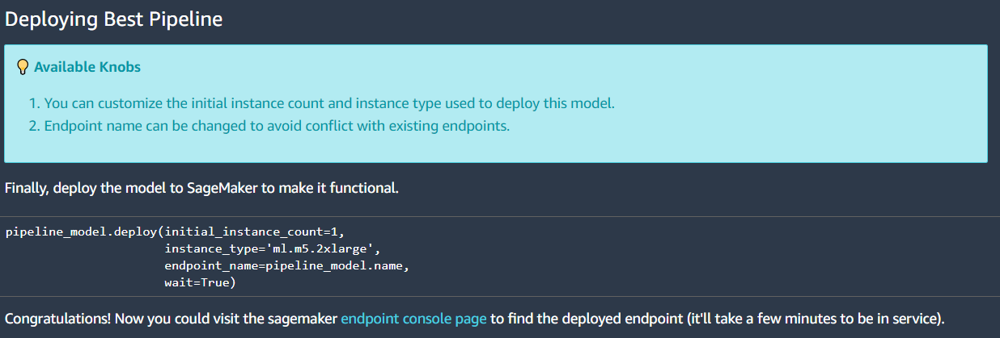 Deploying Best Pipeline
Available Knobs
1. You can customize the initial instance count and instance type used to deploy this model.
2. Endpoint name can be changed to avoid conflict with existing endpoints.
Finally, deploy the model to SageMaker to make it functional.
pipeline_model.deploy(initial_instance_count=1,
                      instance_type='ml.m5.2xlarge',
                      endpoint_name=pipeline_model.name,
                      wait=True)
Congratulations! Now you could visit the sagemaker endpoint console page to find the deployed endpoint (it'll take a few minutes to be in service).